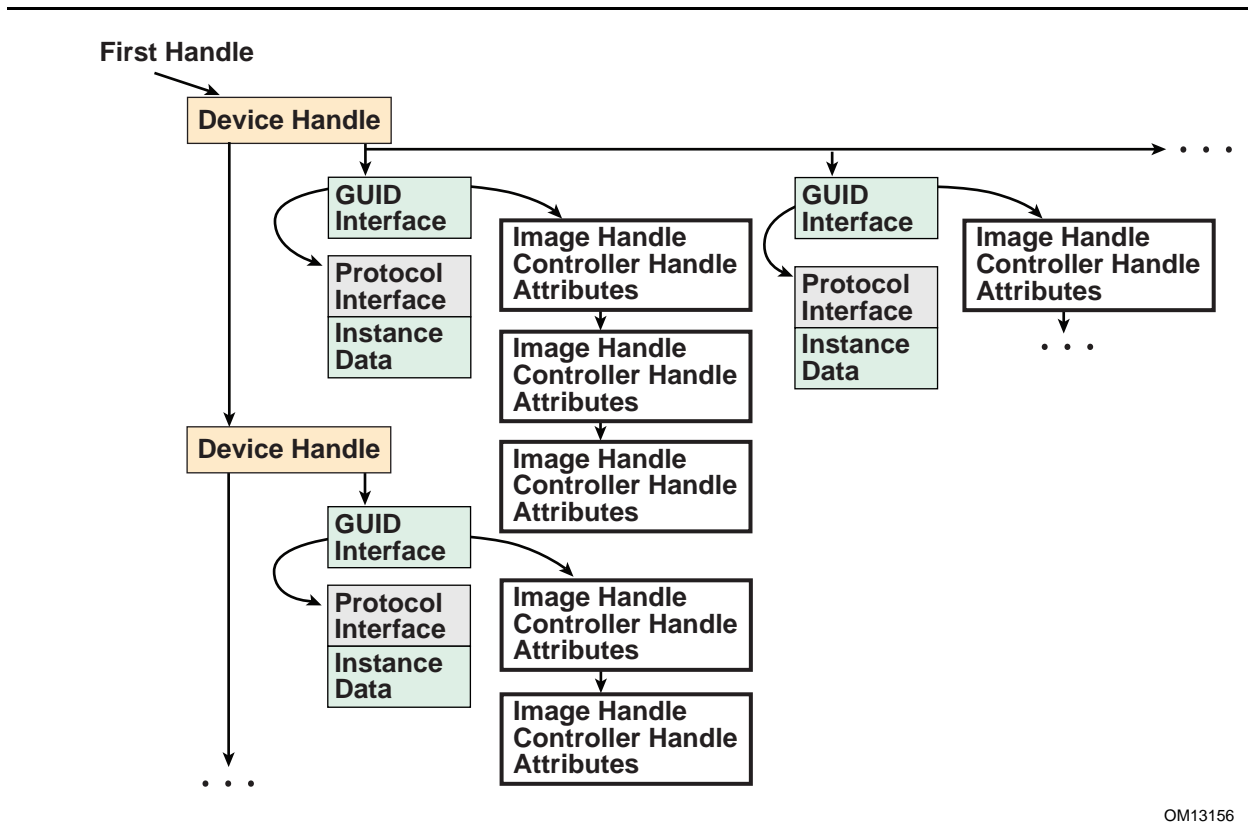 First Handle
Device Handle
. . .
GUID
Interface
Protocol
Interface
Instance
Data
Image Handle
Controller Handle
Attributes
Image Handle
Controller Handle
Attributes
Image Handle
Controller Handle
Attributes
GUID
Interface
Protocol
Interface
Instance
Data
Image Handle
Controller Handle
Attributes
. . .
Device Handle
GUID
Interface
Protocol
Interface
Instance
Data
Image Handle
Controller Handle
Attributes
Image Handle
Controller Handle
Attributes
. . .
OM13156